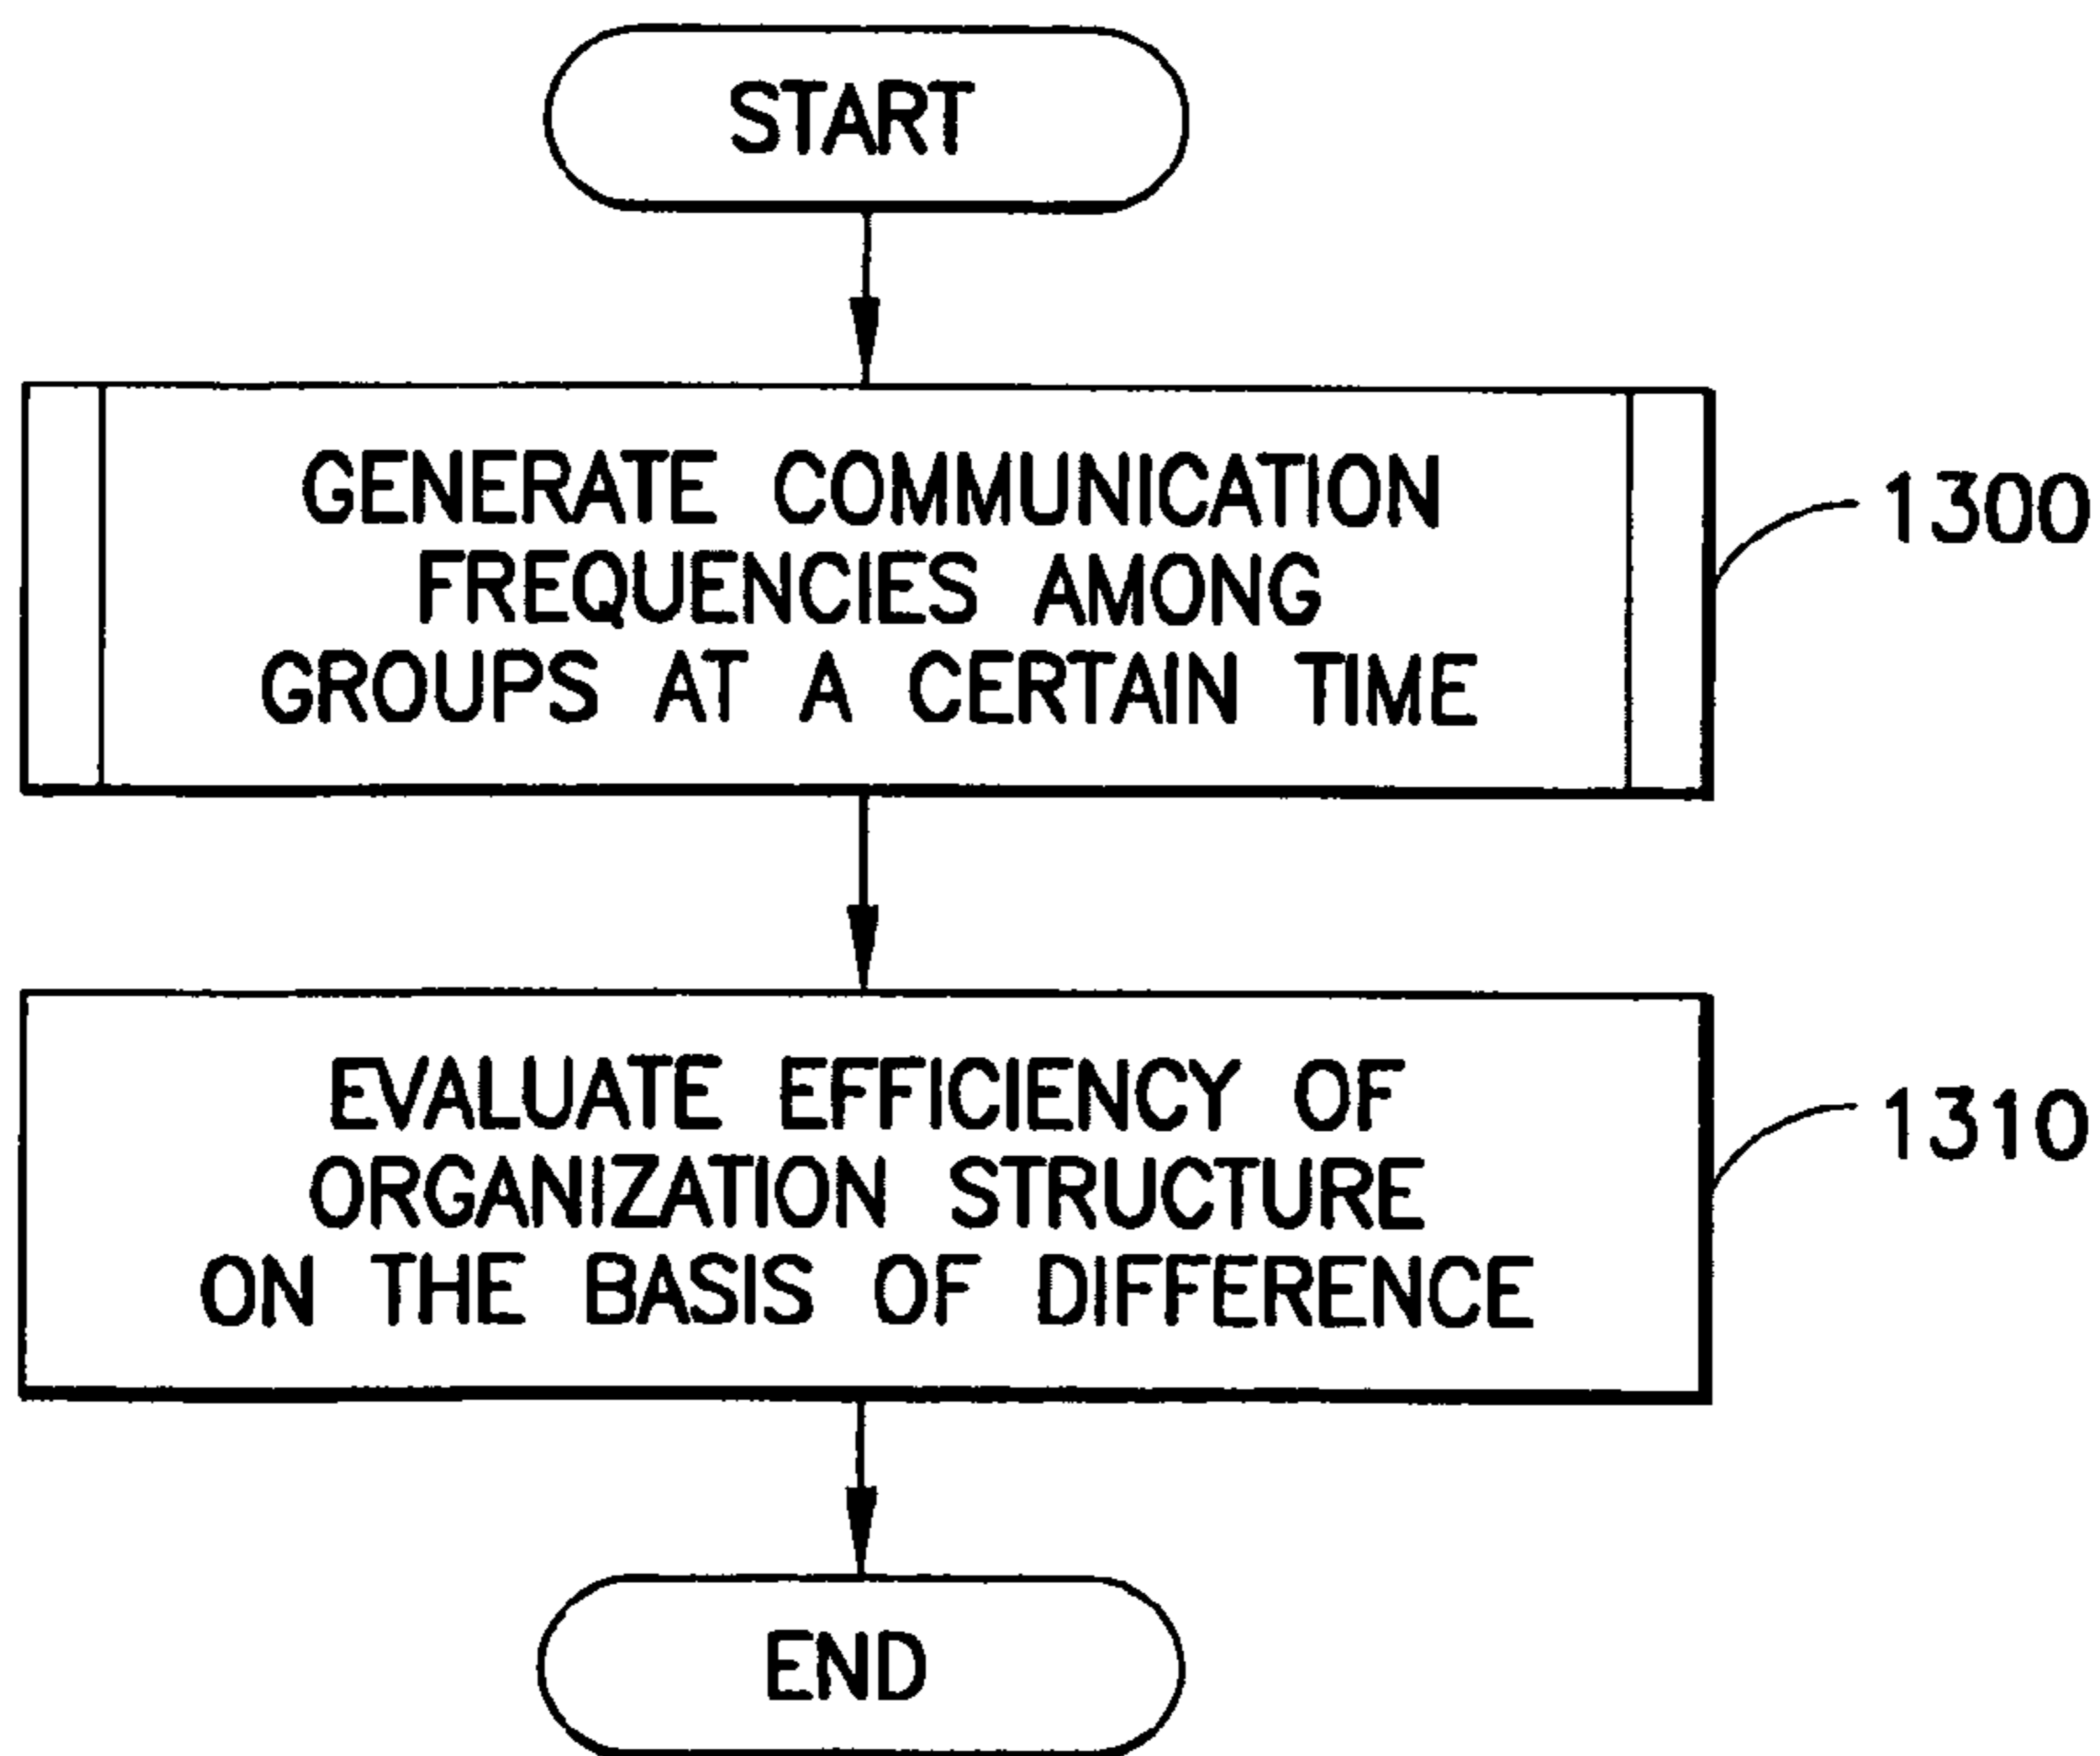 START
GENERATE COMMUNICATION
FREQUENCIES AMONG
GROUPS AT A CERTAIN TIME
1300
EVALUATE EFFICIENCY OF
ORGANIZATION STRUCTURE
ON THE BASIS OF DIFFERENCE
1310
END